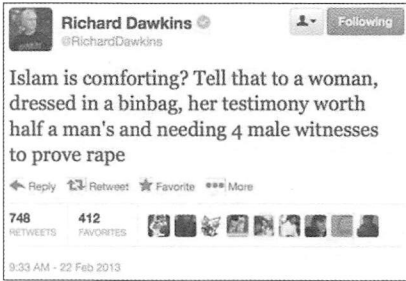 Richard Dawkins
Following
@RichardDawkins
Islam is comforting? Tell that to a woman,
dressed in a binbag, her testimony worth
half a man's and needing 4 male witnesses
to prove rape
Reply Retweet Favorite More
748 412
RETWEETS FAVORITES
9:33 AM - 22 Feb 2013